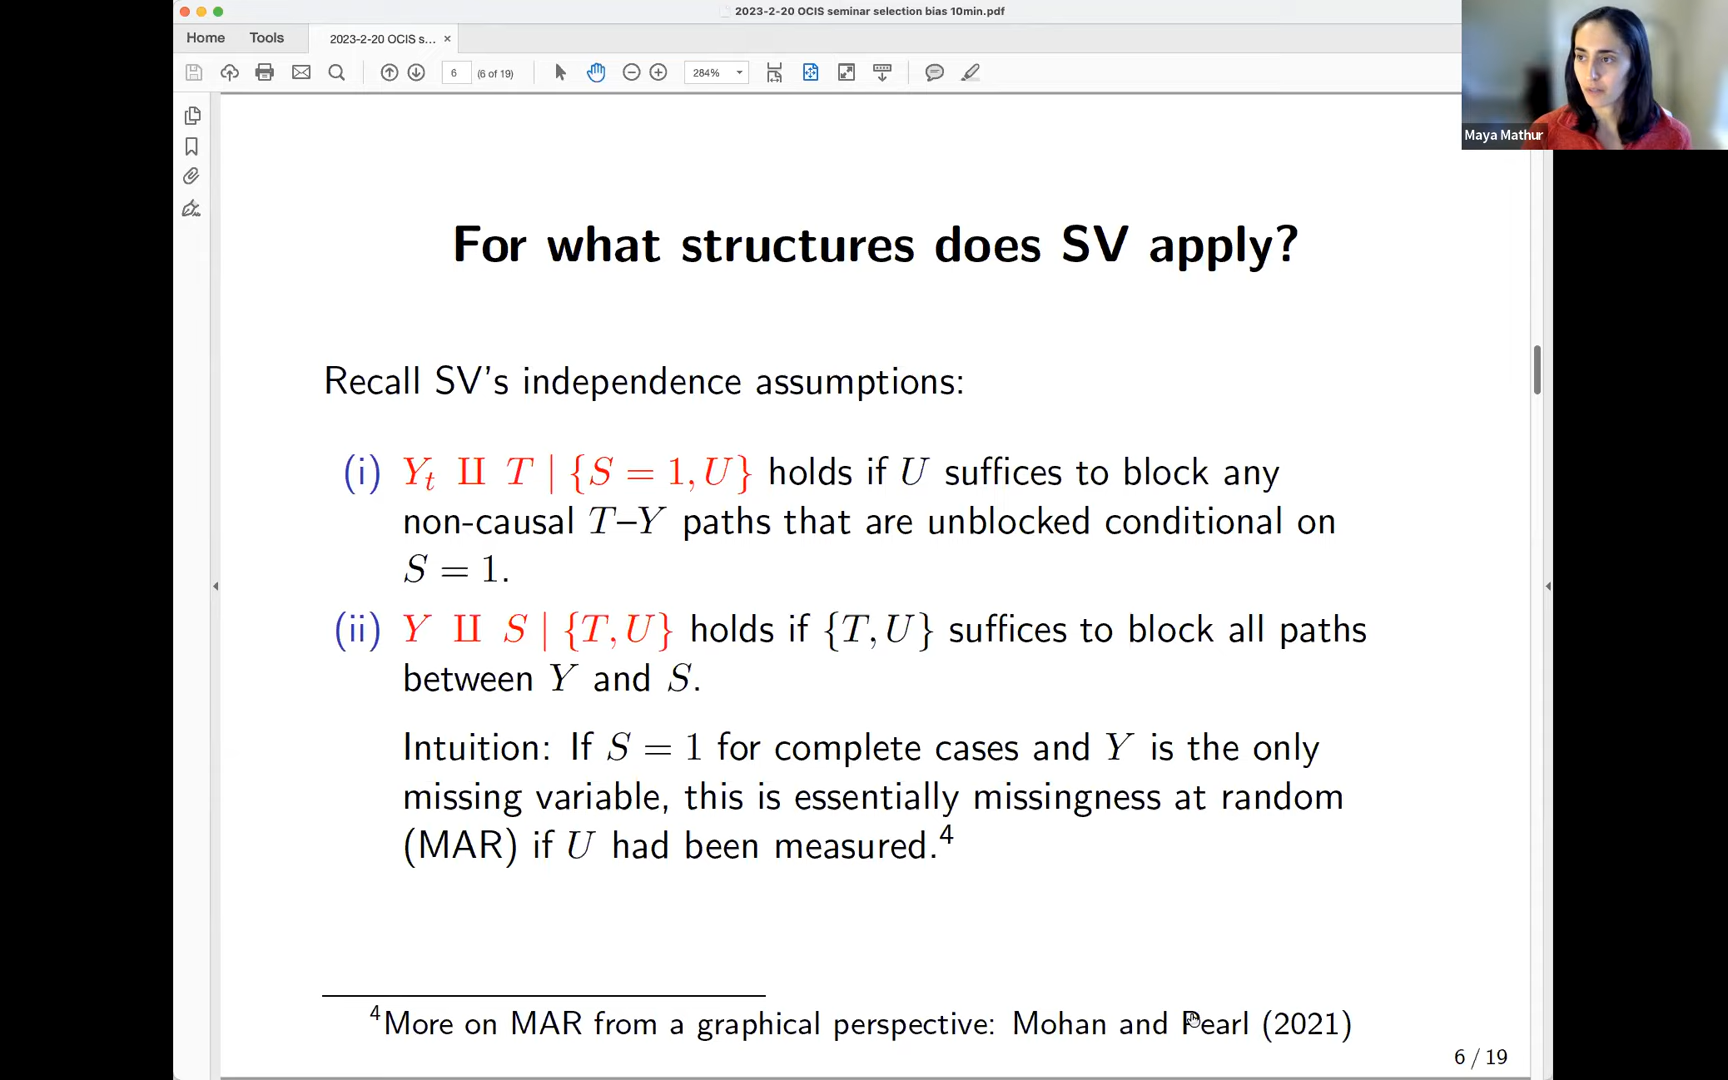 2023-2-20 OCIS seminar selection bias 10min.pdf
Home Tools 2023-2-20 OCIS s... ×
6 (6 of 19) 284%
Maya Mathur
For what structures does SV apply?
Recall SV's independence assumptions:
(i) Yₜ ⨿ T | {S = 1, U} holds if U suffices to block any
non-causal T–Y paths that are unblocked conditional on
S = 1.
(ii) Y ⨿ S | {T, U} holds if {T, U} suffices to block all paths
between Y and S.
Intuition: If S = 1 for complete cases and Y is the only
missing variable, this is essentially missingness at random
(MAR) if U had been measured.⁴
⁴More on MAR from a graphical perspective: Mohan and Pearl (2021)
6 / 19